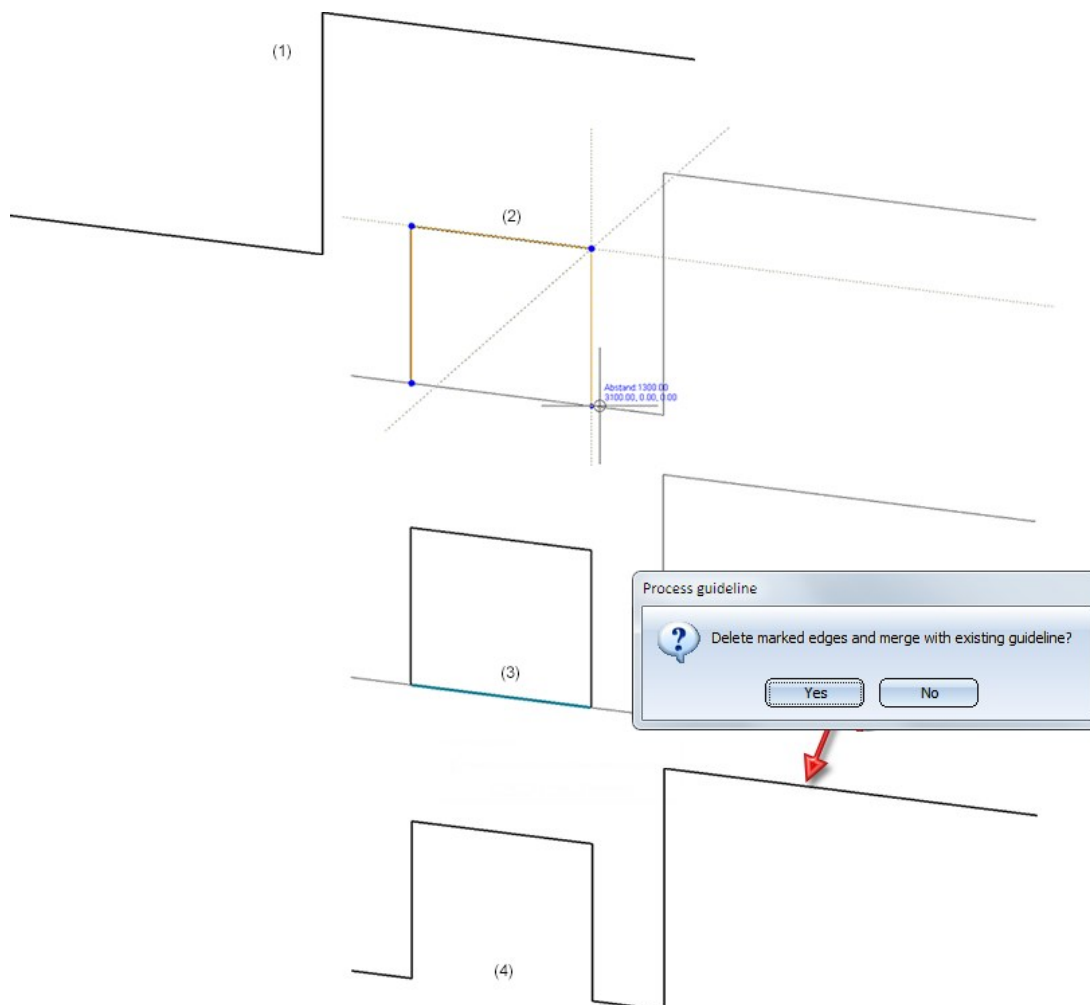 (1)
(2)
Abstand 1300.00
3100.00, 0.00, 0.00
Process guideline
Delete marked edges and merge with existing guideline?
(3)
Yes
No
(4)